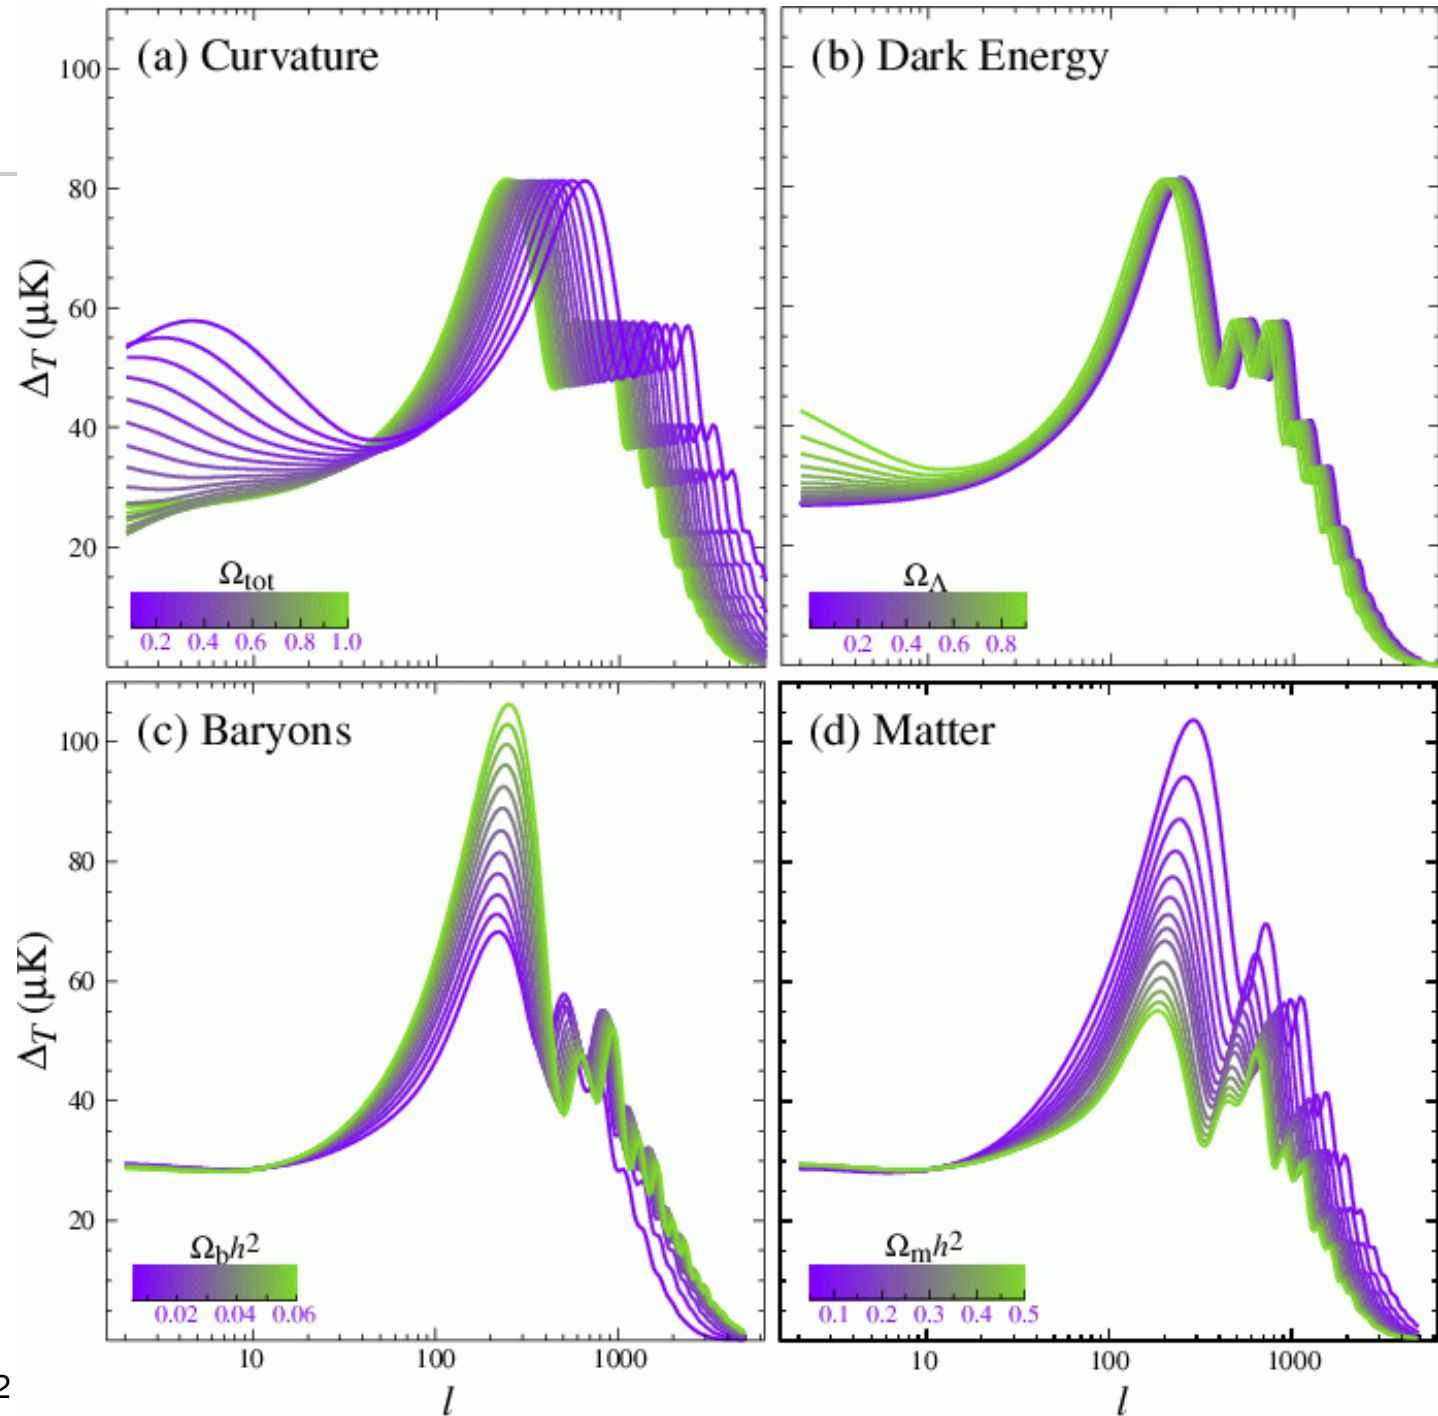 (a) Curvature
(b) Dark Energy
100
80
60
40
20
ΔT (μK)
Ωtot
0.2 0.4 0.6 0.8 1.0
ΩΛ
0.2 0.4 0.6 0.8
(c) Baryons
(d) Matter
100
80
60
40
20
ΔT (μK)
Ωbh²
0.02 0.04 0.06
Ωmh²
0.1 0.2 0.3 0.4 0.5
10 100 1000
10 100 1000
l
l
2